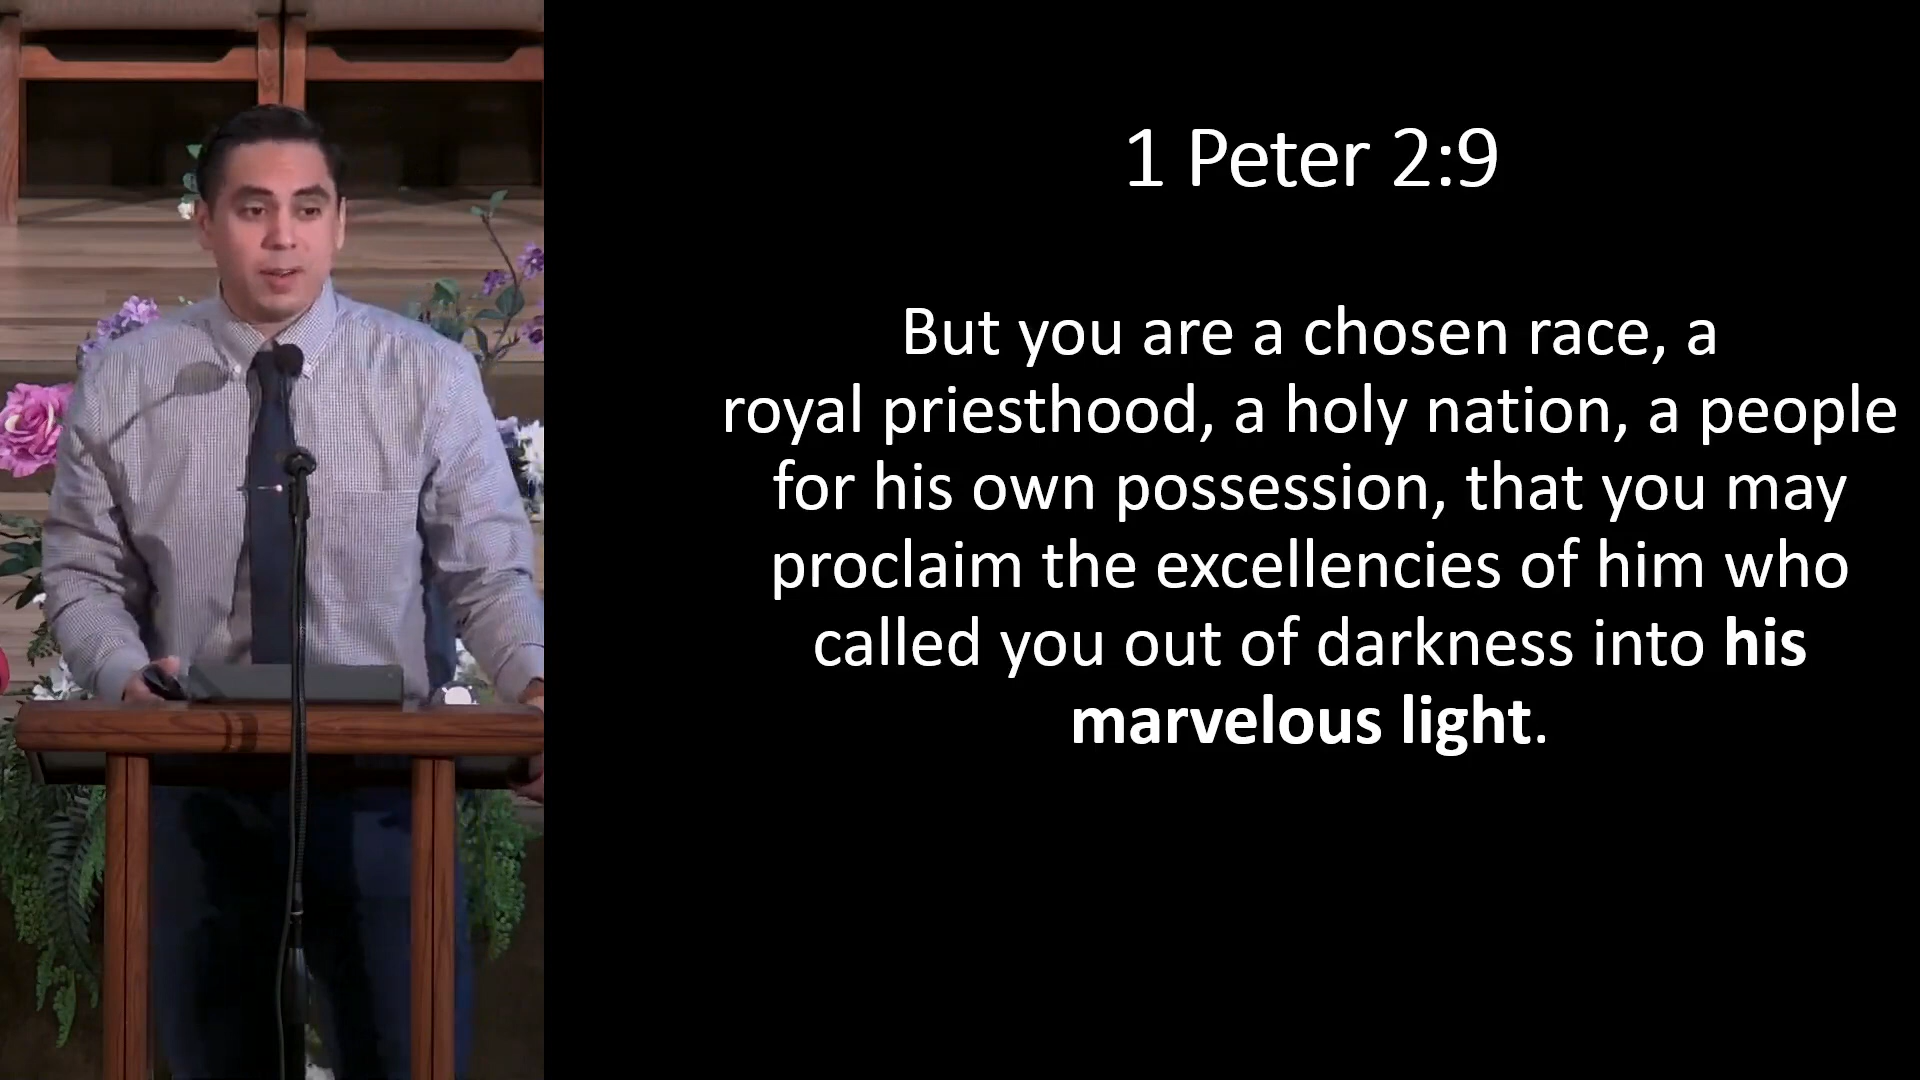 1 Peter 2:9
But you are a chosen race, a
royal priesthood, a holy nation, a people
for his own possession, that you may
proclaim the excellencies of him who
called you out of darkness into his
marvelous light.